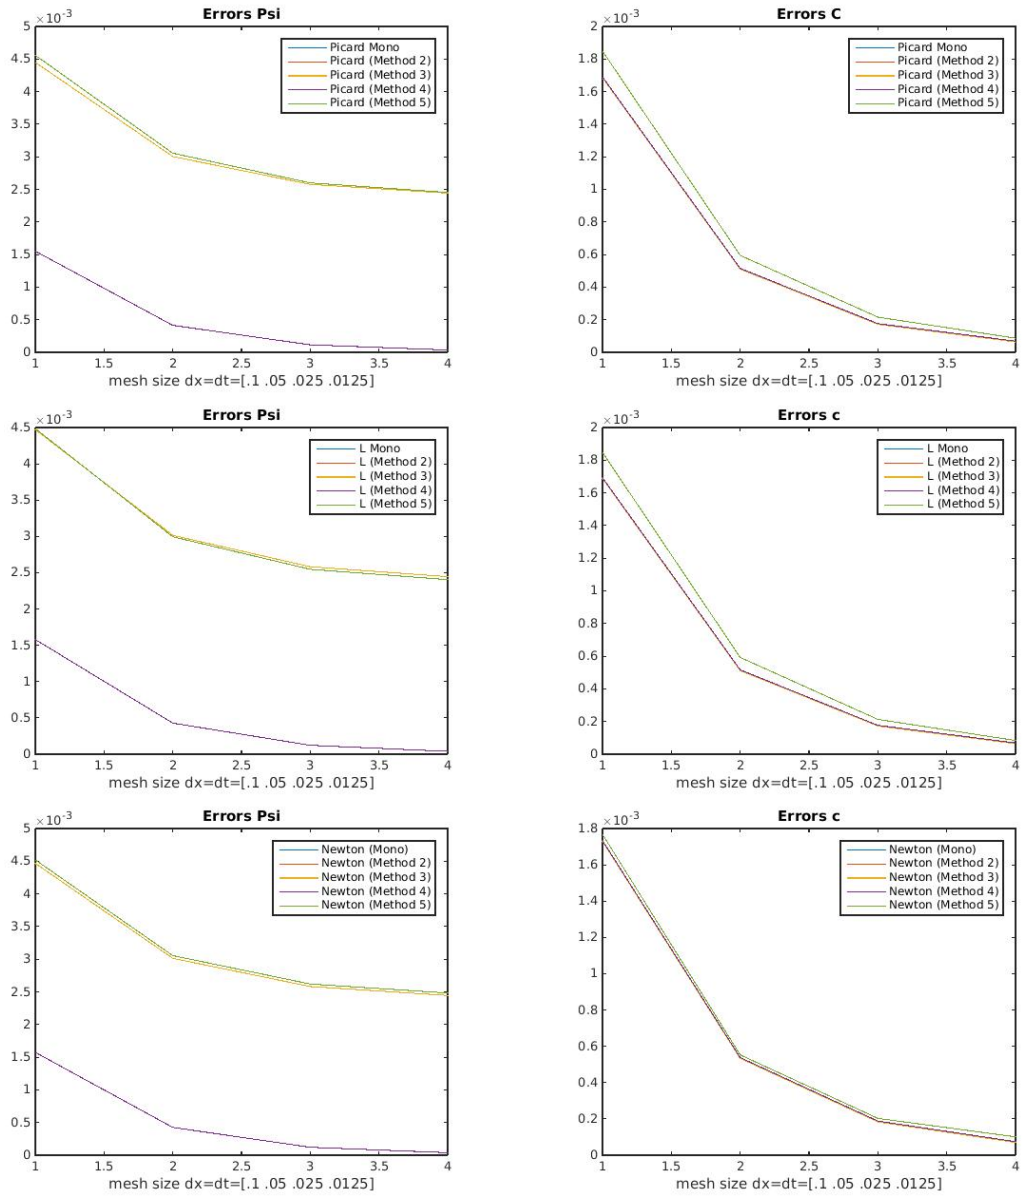 Errors Psi
×10-3
5
4.5
4
3.5
3
2.5
2
1.5
1
0.5
0
Picard Mono
Picard (Method 2)
Picard (Method 3)
Picard (Method 4)
Picard (Method 5)
1 1.5 2 2.5 3 3.5 4
mesh size dx=dt=[.1 .05 .025 .0125]
Errors C
×10-3
2
1.8
1.6
1.4
1.2
1
0.8
0.6
0.4
0.2
0
Picard Mono
Picard (Method 2)
Picard (Method 3)
Picard (Method 4)
Picard (Method 5)
1 1.5 2 2.5 3 3.5 4
mesh size dx=dt=[.1 .05 .025 .0125]
Errors Psi
×10-3
4.5
4
3.5
3
2.5
2
1.5
1
0.5
0
L Mono
L (Method 2)
L (Method 3)
L (Method 4)
L (Method 5)
1 1.5 2 2.5 3 3.5 4
mesh size dx=dt=[.1 .05 .025 .0125]
Errors c
×10-3
2
1.8
1.6
1.4
1.2
1
0.8
0.6
0.4
0.2
0
L Mono
L (Method 2)
L (Method 3)
L (Method 4)
L (Method 5)
1 1.5 2 2.5 3 3.5 4
mesh size dx=dt=[.1 .05 .025 .0125]
Errors Psi
×10-3
5
4.5
4
3.5
3
2.5
2
1.5
1
0.5
0
Newton (Mono)
Newton (Method 2)
Newton (Method 3)
Newton (Method 4)
Newton (Method 5)
1 1.5 2 2.5 3 3.5 4
mesh size dx=dt=[.1 .05 .025 .0125]
Errors c
×10-3
1.8
1.6
1.4
1.2
1
0.8
0.6
0.4
0.2
0
Newton (Mono)
Newton (Method 2)
Newton (Method 3)
Newton (Method 4)
Newton (Method 5)
1 1.5 2 2.5 3 3.5 4
mesh size dx=dt=[.1 .05 .025 .0125]